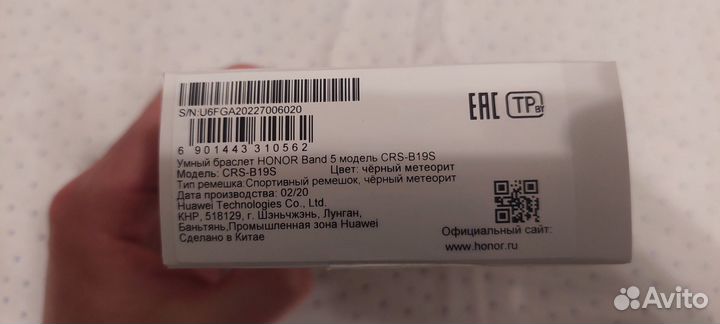 S/N:U6FGA20227006020
EAC TP BY
6 901443 310562
Умный браслет HONOR Band 5 модель CRS-B19S
Модель: CRS-B19S Цвет: чёрный метеорит
Тип ремешка:Спортивный ремешок, чёрный метеорит
Дата производства: 02/20
Huawei Technologies Co., Ltd.
КНР, 518129, г. Шэньчжэнь, Лунган,
Баньтянь,Промышленная зона Huawei
Сделано в Китае
Официальный сайт:
www.honor.ru
Avito